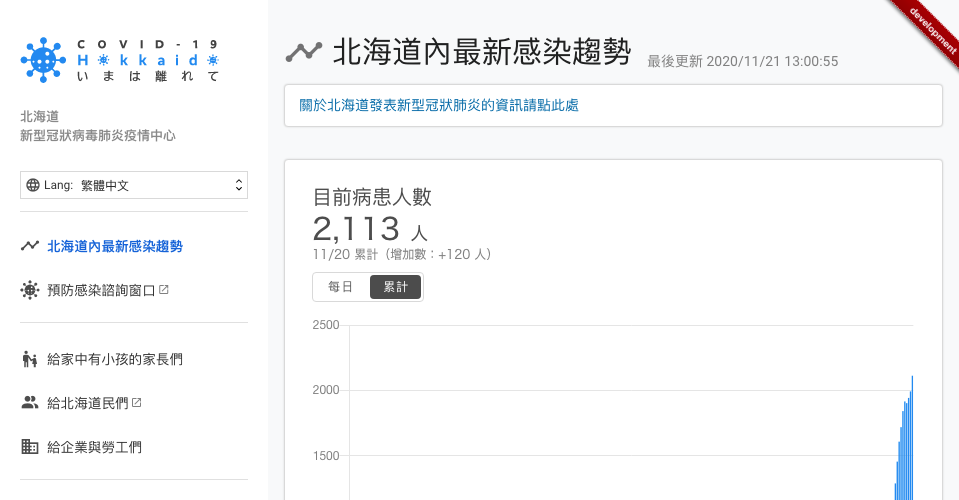 COVID-19
Hokkaido
いまは離れて
北海道
新型冠狀病毒肺炎疫情中心
Lang: 繁體中文
北海道內最新感染趨勢
預防感染諮詢窗口
給家中有小孩的家長們
給北海道民們
給企業與勞工們
development
北海道內最新感染趨勢 最後更新 2020/11/21 13:00:55
關於北海道發表新型冠狀肺炎的資訊請點此處
目前病患人數
2,113 人
11/20 累計（增加數：+120 人）
每日 累計
2500
2000
1500